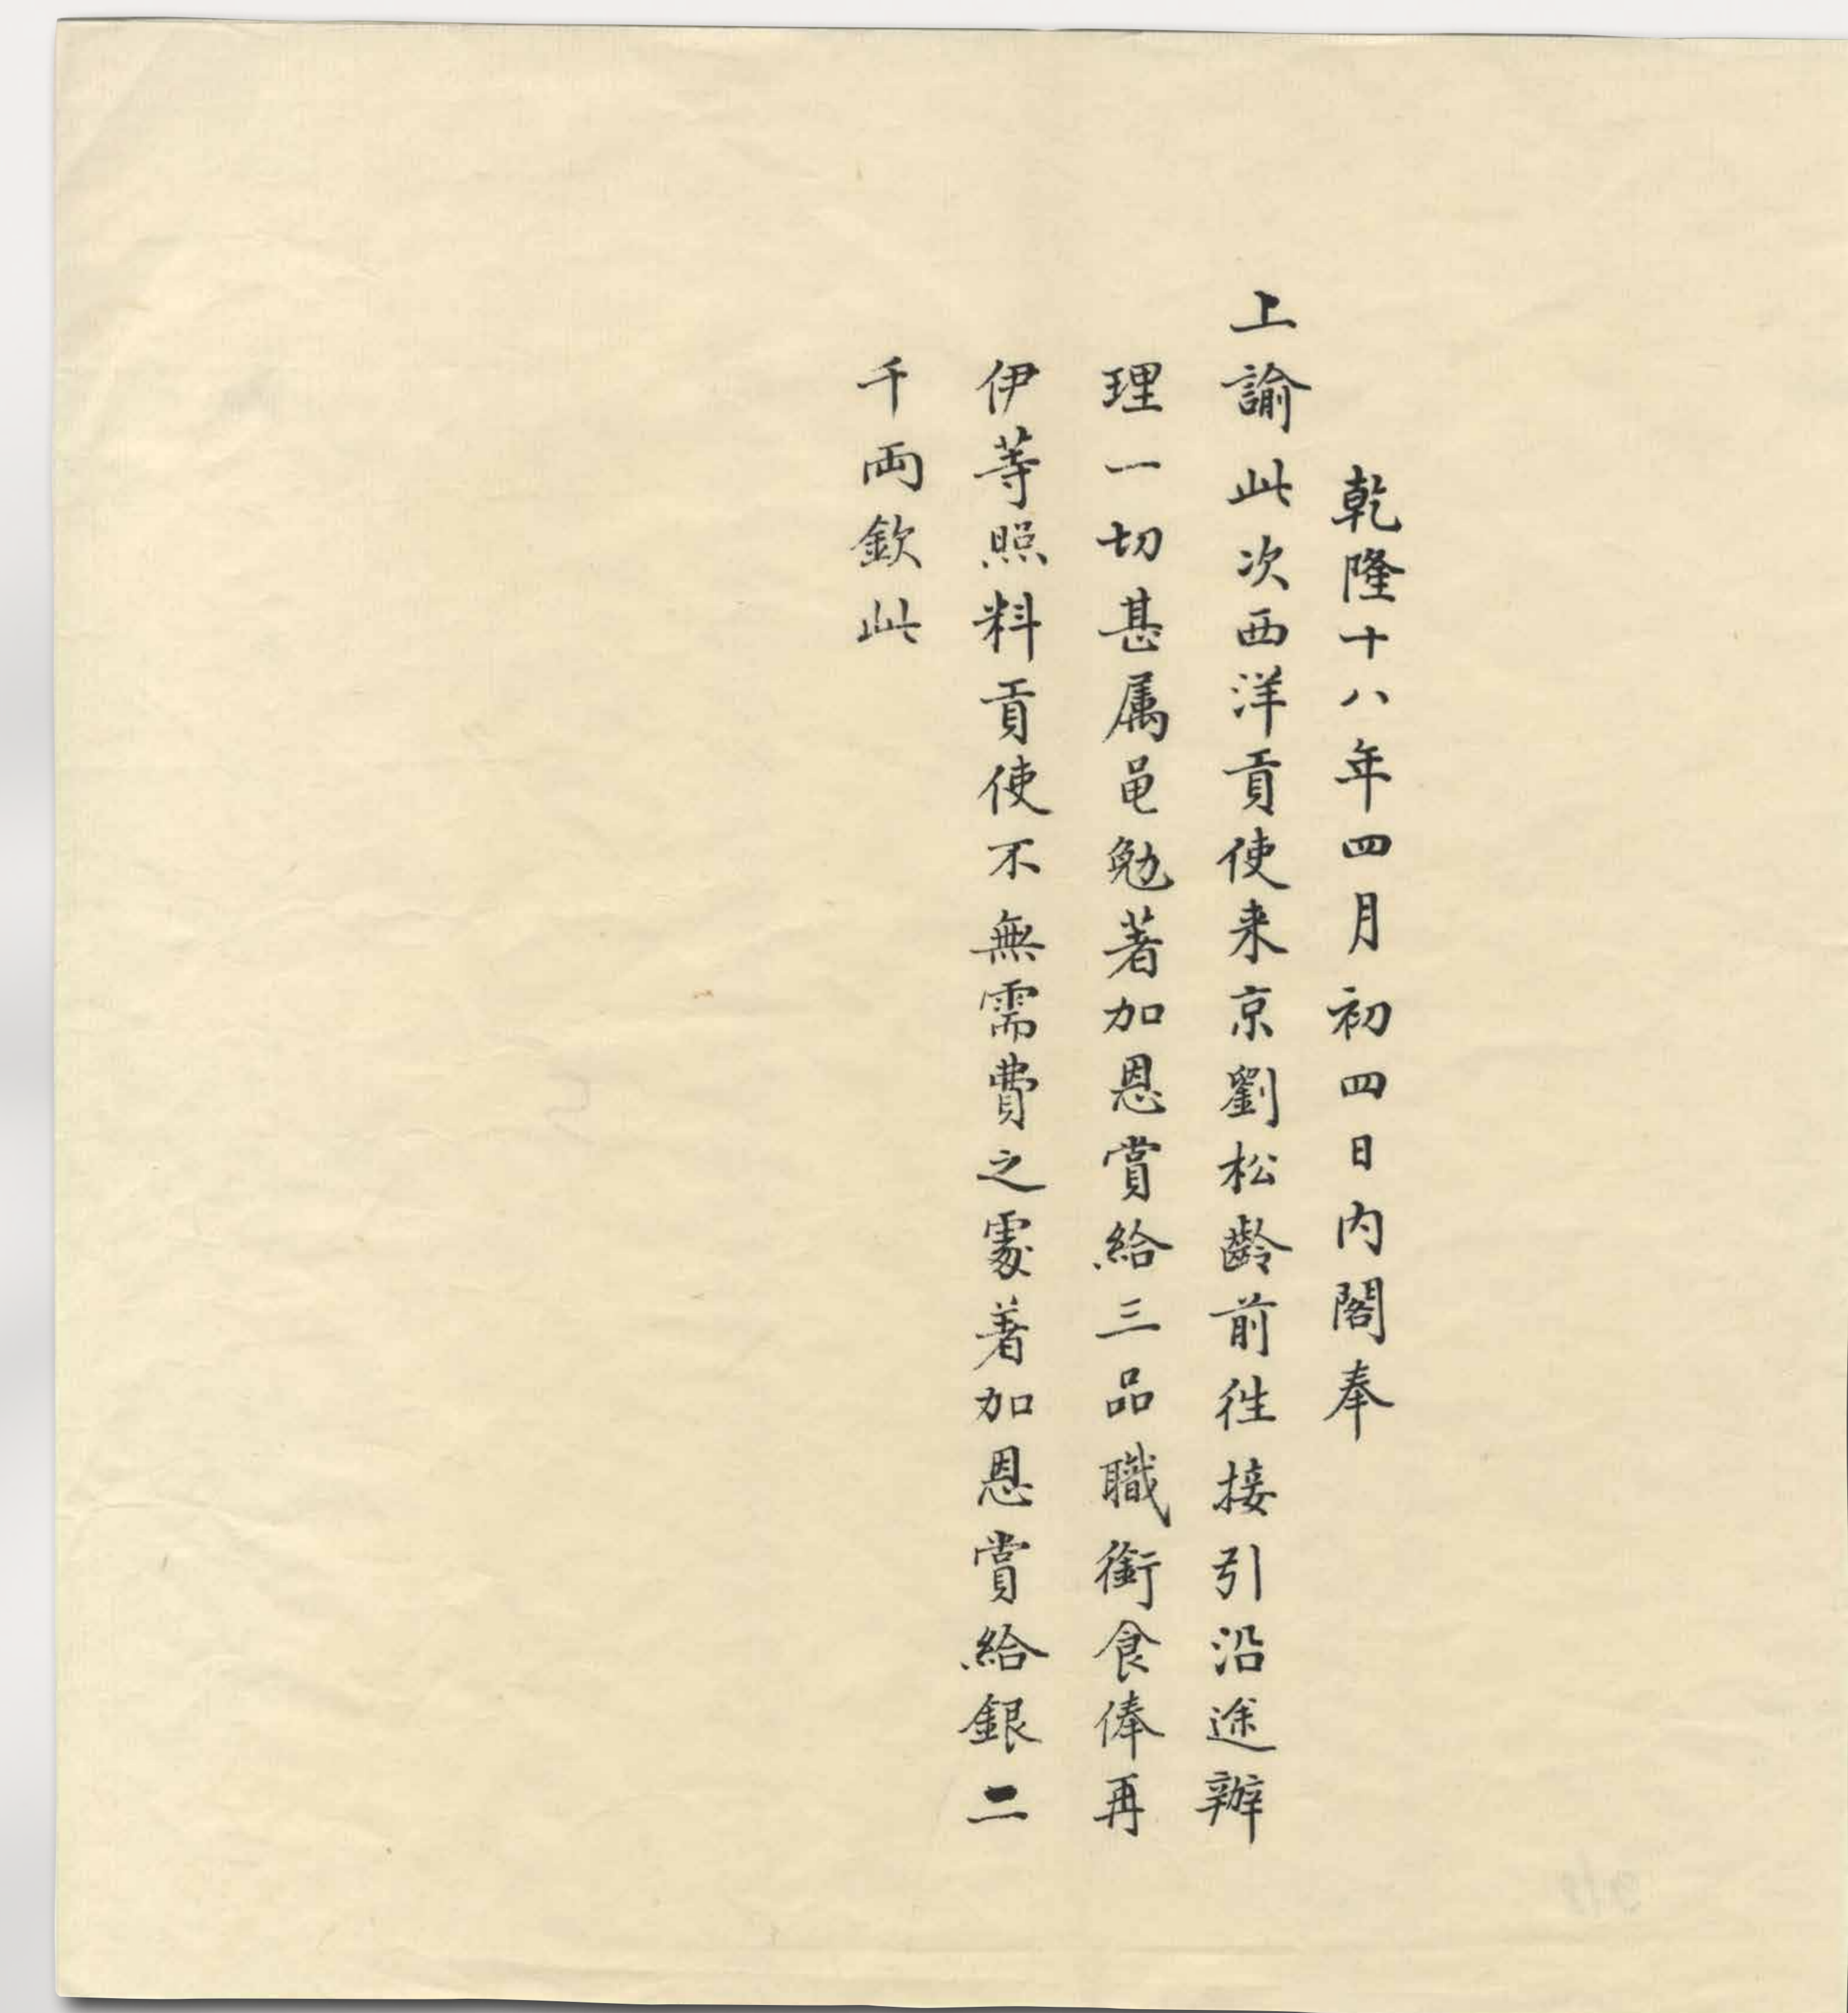 乾隆十八年四月初四日内閣奉
上諭此次西洋貢使来京劉松齡前往接引沿途辦
理一切甚属黾勉著加恩賞給三品職銜食俸再
伊等照料貢使不無需費之處著加恩賞給銀二
千両欽此